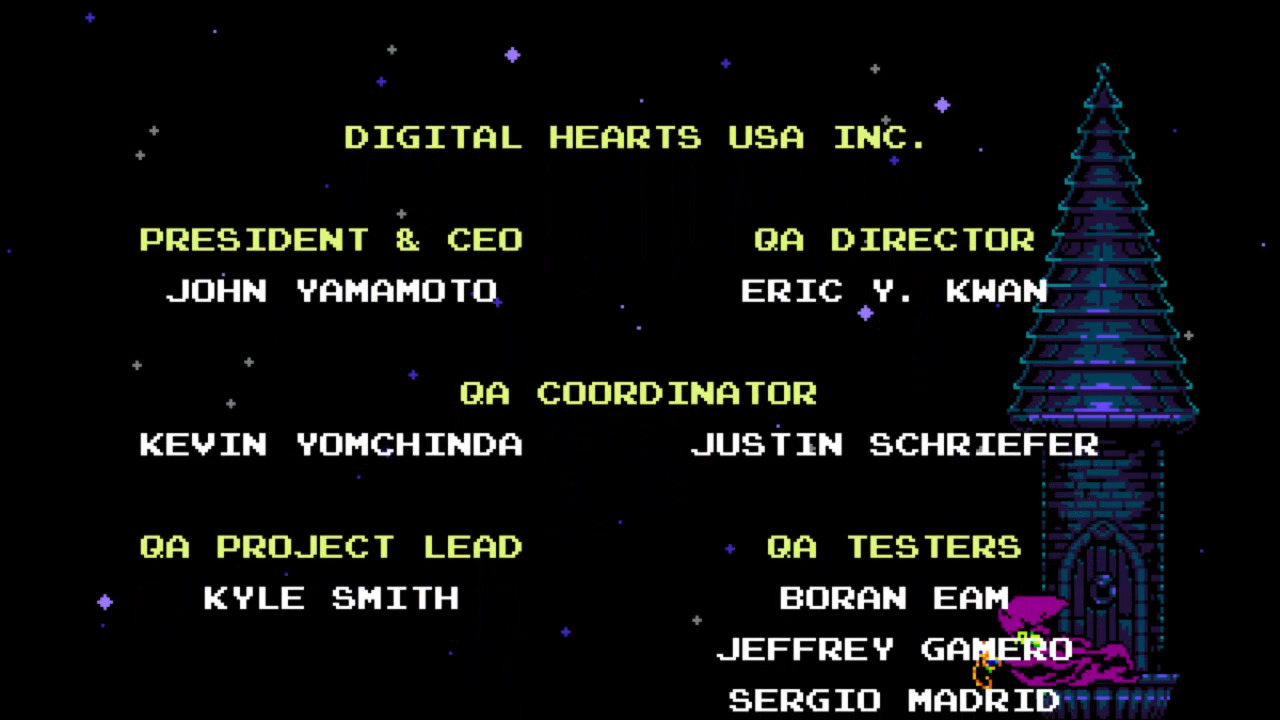 DIGITAL HEARTS USA INC.
PRESIDENT & CEO
JOHN YAMAMOTO
QA DIRECTOR
ERIC Y. KWAN
QA COORDINATOR
KEVIN YOMCHINDA
JUSTIN SCHRIEFER
QA PROJECT LEAD
KYLE SMITH
QA TESTERS
BORAN EAM
JEFFREY GAMERO
SERGIO MADRID